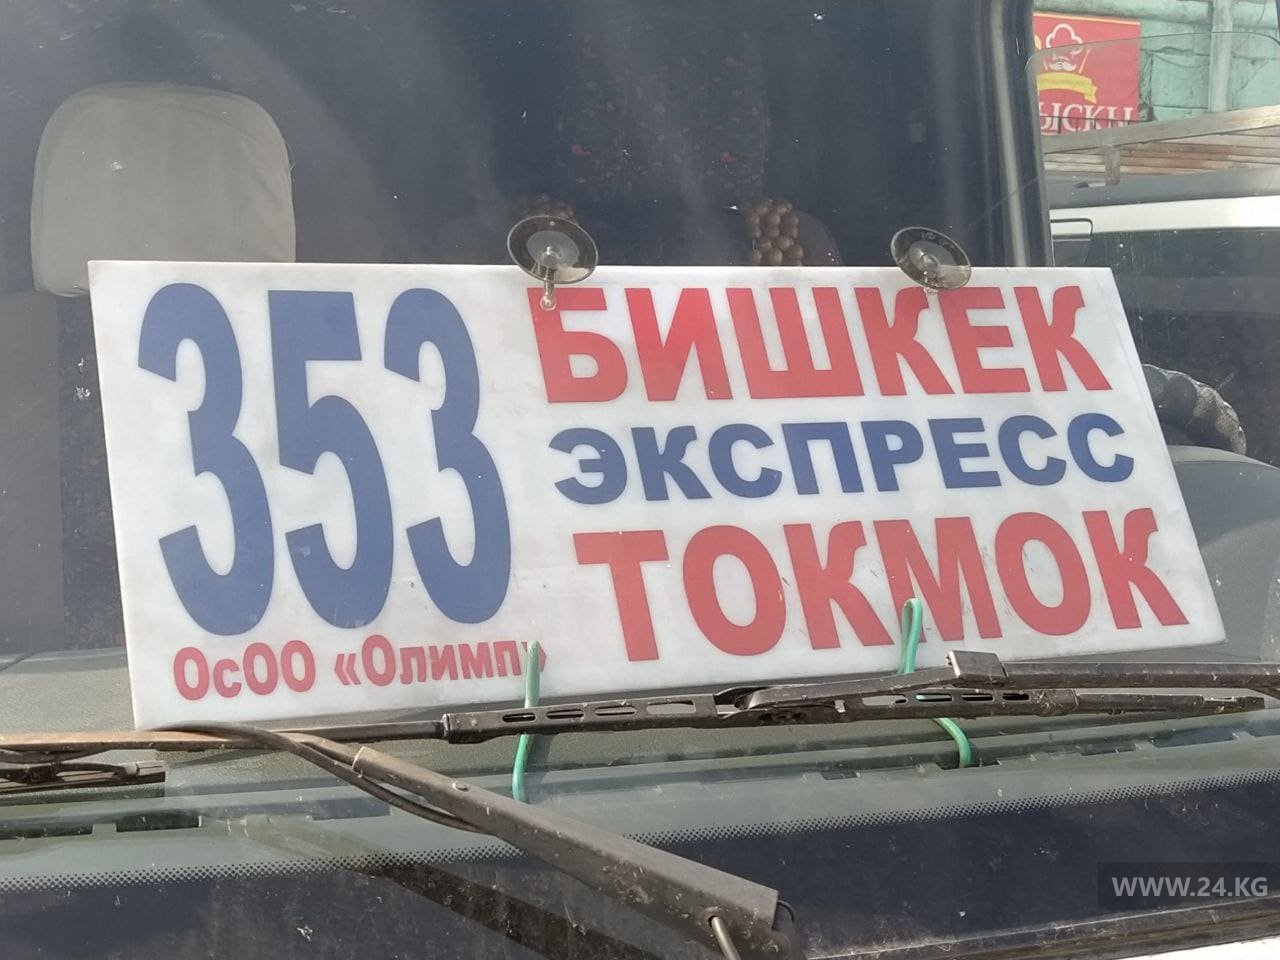 353
БИШКЕК
ЭКСПРЕСС
ТОКМОК
ОсОО «Олимп»
WWW.24.KG